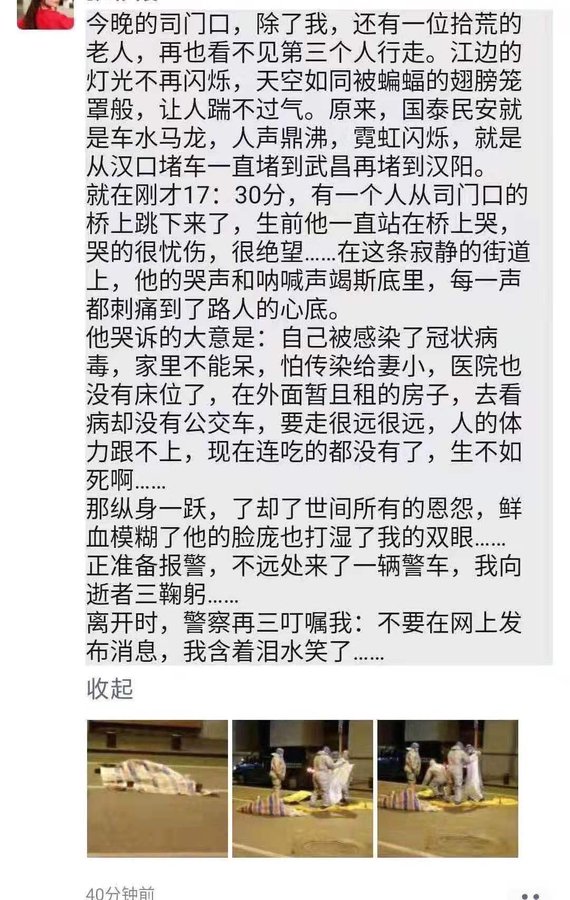 今晚的司门口，除了我，还有一位拾荒的
老人，再也看不见第三个人行走。江边的
灯光不再闪烁，天空如同被蝙蝠的翅膀笼
罩般，让人踹不过气。原来，国泰民安就
是车水马龙，人声鼎沸，霓虹闪烁，就是
从汉口堵车一直堵到武昌再堵到汉阳。
就在刚才17：30分，有一个人从司门口的
桥上跳下来了，生前他一直站在桥上哭，
哭的很忧伤，很绝望……在这条寂静的街道
上，他的哭声和呐喊声竭斯底里，每一声
都刺痛到了路人的心底。
他哭诉的大意是：自己被感染了冠状病
毒，家里不能呆，怕传染给妻小，医院也
没有床位了，在外面暂且租的房子，去看
病却没有公交车，要走很远很远，人的体
力跟不上，现在连吃的都没有了，生不如
死啊……
那纵身一跃，了却了世间所有的恩怨，鲜
血模糊了他的脸庞也打湿了我的双眼……
正准备报警，不远处来了一辆警车，我向
逝者三鞠躬……
离开时，警察再三叮嘱我：不要在网上发
布消息，我含着泪水笑了……
收起
40分钟前